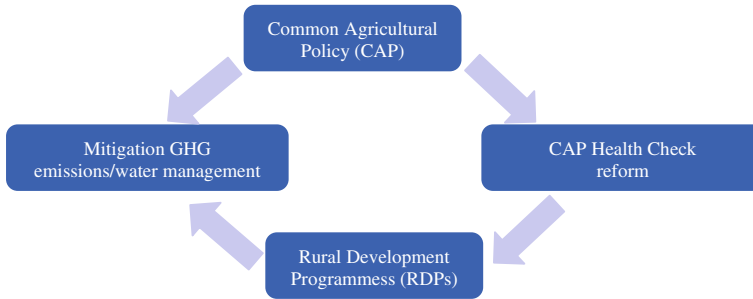 Common Agricultural
Policy (CAP)
Mitigation GHG
emissions/water management
CAP Health Check
reform
Rural Development
Programmess (RDPs)